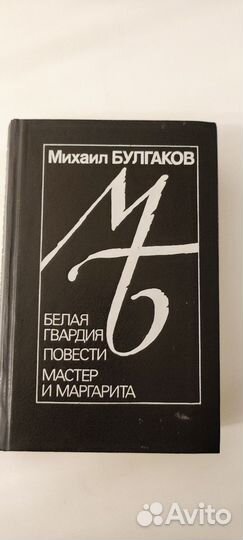 Михаил БУЛГАКОВ
МБ
БЕЛАЯ
ГВАРДИЯ
ПОВЕСТИ
МАСТЕР
И МАРГАРИТА
Avito